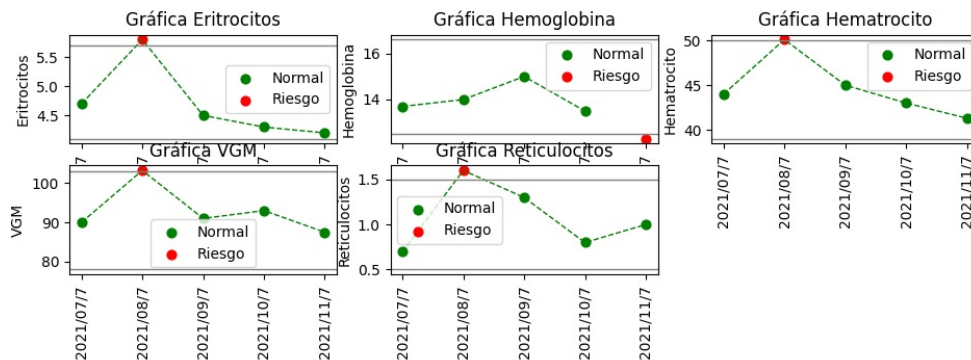 Gráfica Eritrocitos
Eritrocitos
5.5
5.0
4.5
Normal
Riesgo
Gráfica Hemoglobina
Hemoglobina
16
14
Normal
Riesgo
Gráfica Hematrocito
Hematrocito
50
45
40
Normal
Riesgo
2021/07/7
2021/08/7
2021/09/7
2021/10/7
2021/11/7
Gráfica VGM
VGM
100
90
80
Normal
Riesgo
2021/07/7
2021/08/7
2021/09/7
2021/10/7
2021/11/7
Gráfica Reticulocitos
Reticulocitos
1.5
1.0
0.5
Normal
Riesgo
2021/07/7
2021/08/7
2021/09/7
2021/10/7
2021/11/7